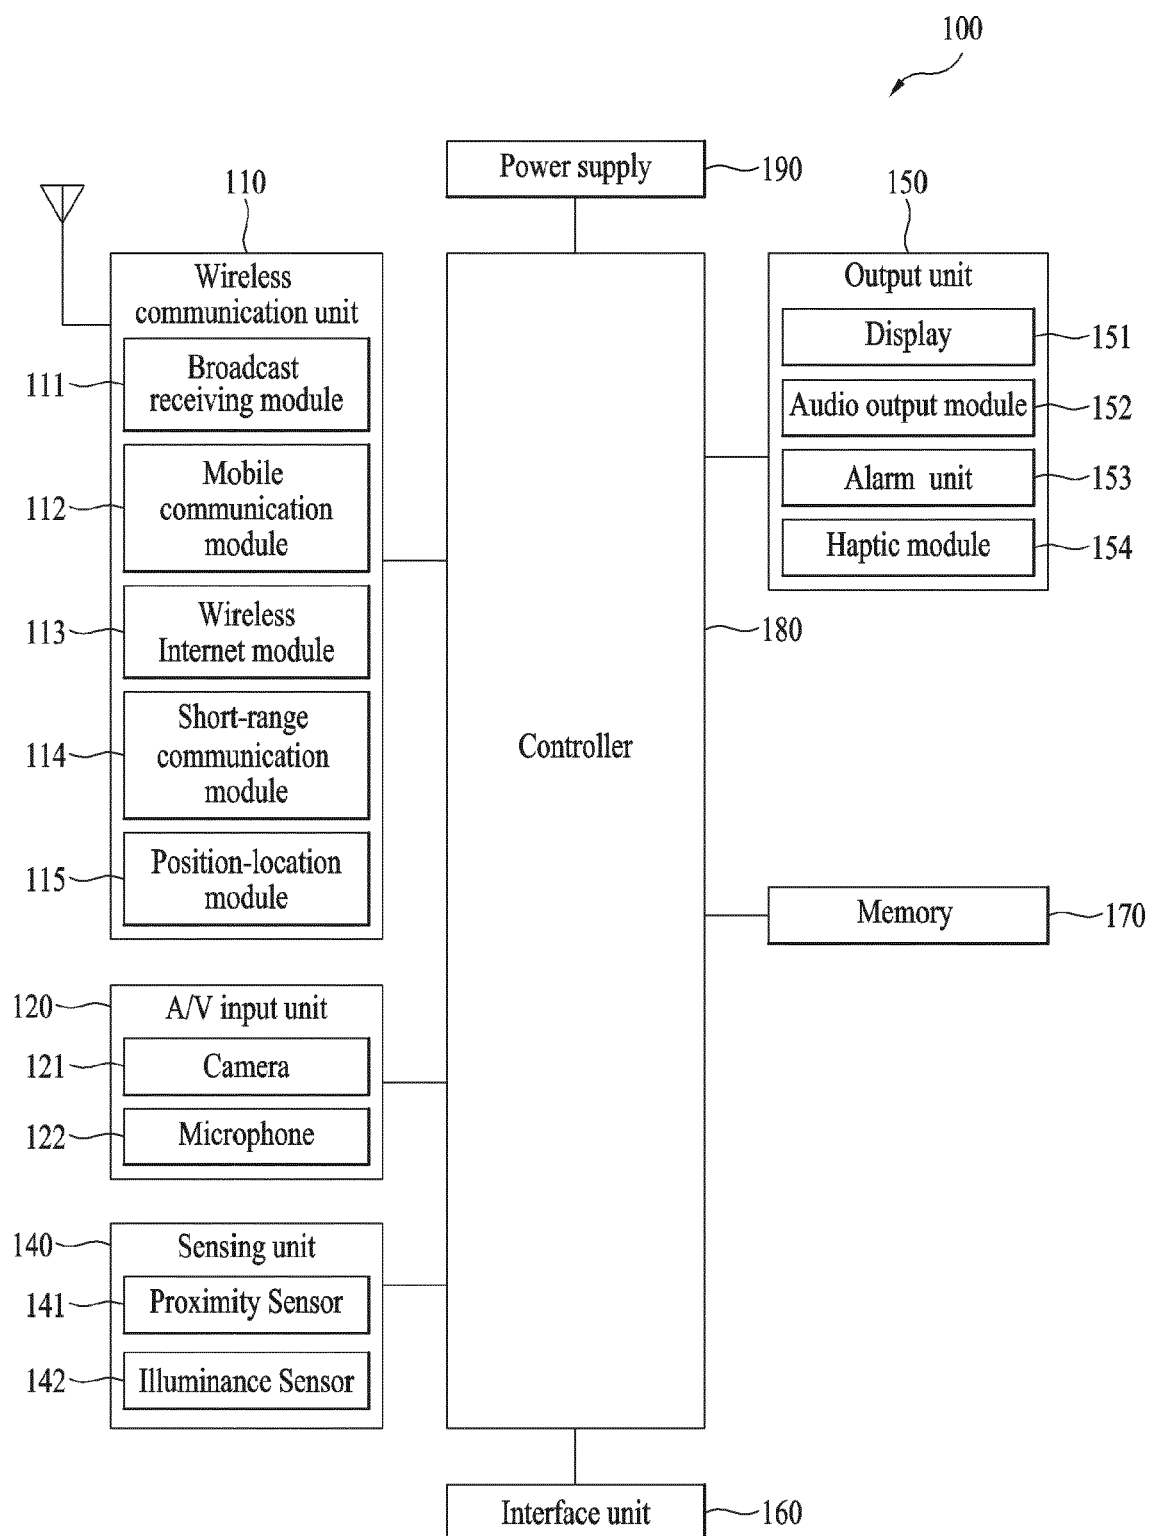 100
Power supply
190
110
150
Wireless
communication unit
Output unit
111
Broadcast
receiving module
Display
151
Audio output module
152
112
Mobile
communication
module
Alarm unit
153
Haptic module
154
113
Wireless
Internet module
180
114
Short-range
communication
module
Controller
115
Position-location
module
Memory
170
120
A/V input unit
121
Camera
122
Microphone
140
Sensing unit
141
Proximity Sensor
142
Illuminance Sensor
Interface unit
160